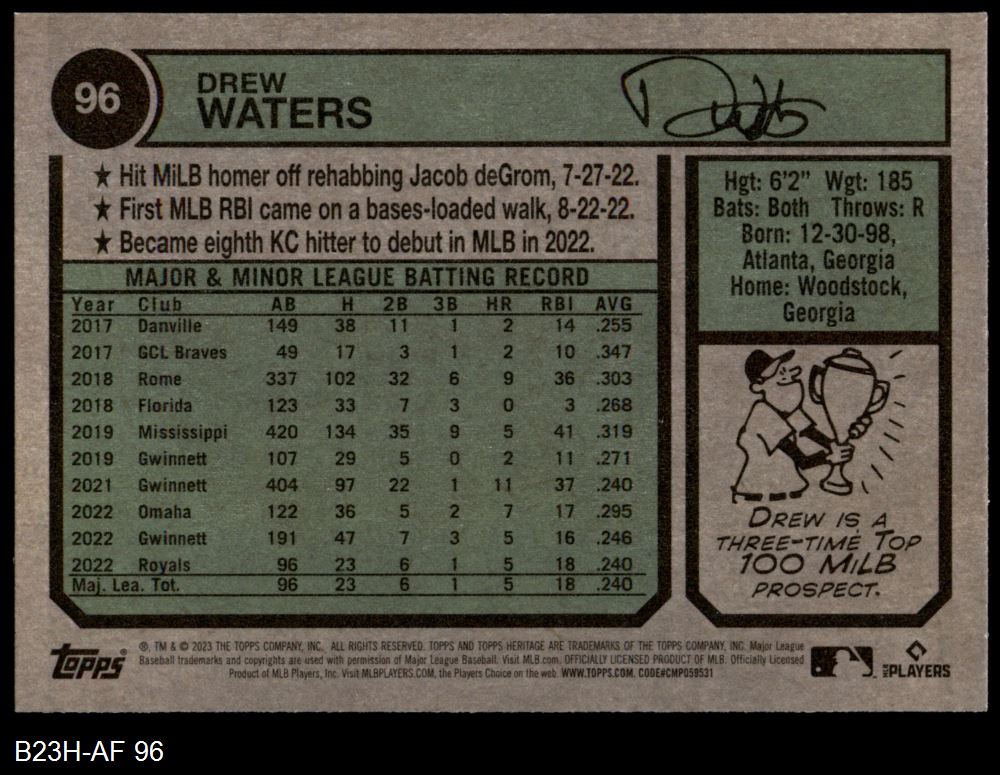 96
DREW
WATERS
★ Hit MiLB homer off rehabbing Jacob deGrom, 7-27-22.
★ First MLB RBI came on a bases-loaded walk, 8-22-22.
★ Became eighth KC hitter to debut in MLB in 2022.
MAJOR & MINOR LEAGUE BATTING RECORD
Year Club AB H 2B 3B HR RBI AVG
2017 Danville 149 38 11 1 2 14 .255
2017 GCL Braves 49 17 3 1 2 10 .347
2018 Rome 337 102 32 6 9 36 .303
2018 Florida 123 33 7 3 0 3 .268
2019 Mississippi 420 134 35 9 5 41 .319
2019 Gwinnett 107 29 5 0 2 11 .271
2021 Gwinnett 404 97 22 1 11 37 .240
2022 Omaha 122 36 5 2 7 17 .295
2022 Gwinnett 191 47 7 3 5 16 .246
2022 Royals 96 23 6 1 5 18 .240
Maj. Lea. Tot. 96 23 6 1 5 18 .240
Hgt: 6'2" Wgt: 185
Bats: Both Throws: R
Born: 12-30-98,
Atlanta, Georgia
Home: Woodstock,
Georgia
DREW IS A
THREE-TIME TOP
100 MiLB
PROSPECT.
Topps
®, TM & © 2023 THE TOPPS COMPANY, INC. ALL RIGHTS RESERVED. TOPPS AND TOPPS HERITAGE ARE TRADEMARKS OF THE TOPPS COMPANY, INC. Major League
Baseball trademarks and copyrights are used with permission of Major League Baseball. Visit MLB.com. OFFICIALLY LICENSED PRODUCT OF MLB. Officially Licensed
Product of MLB Players, Inc. Visit MLBPLAYERS.COM, the Players Choice on the web. WWW.TOPPS.COM. CODE#CMP059531
PLAYERS
B23H-AF 96